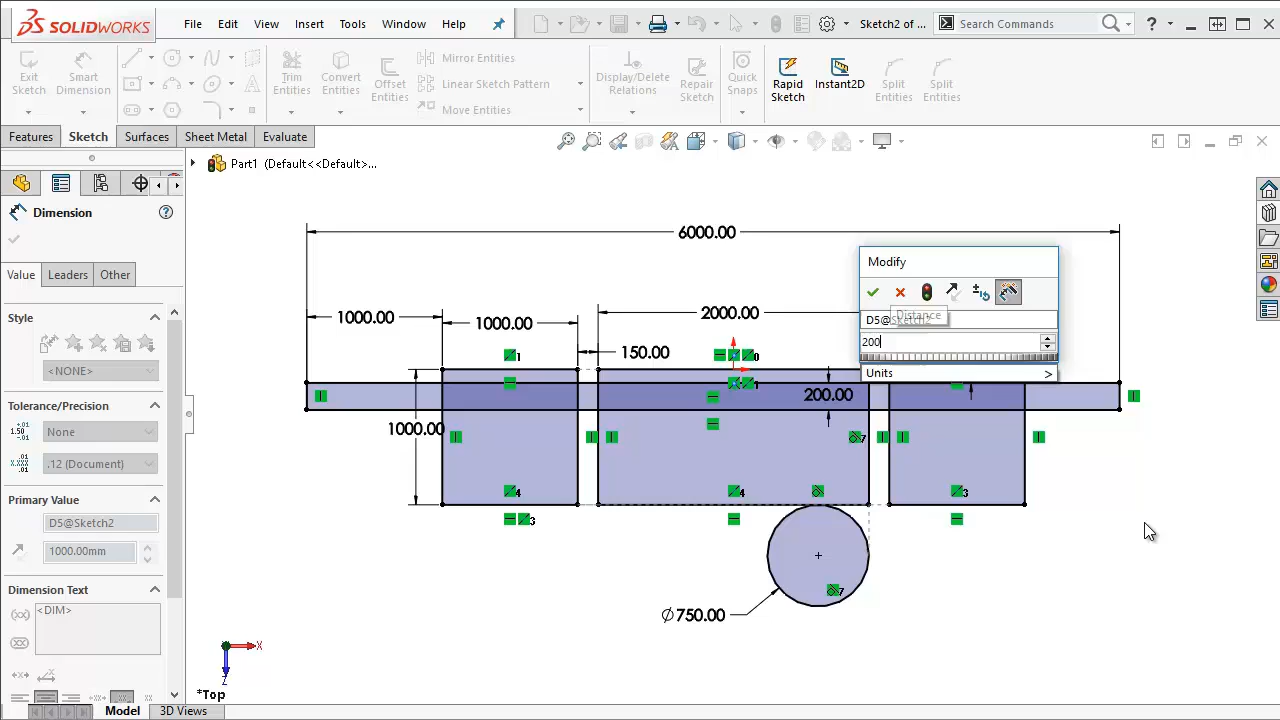 SOLIDWORKS File Edit View Insert Tools Window Help Sketch2 of ... Search Commands ?
Exit Sketch
Smart Dimension
Trim Entities
Convert Entities
Offset Entities
Mirror Entities
Linear Sketch Pattern
Move Entities
Display/Delete Relations
Repair Sketch
Quick Snaps
Rapid Sketch
Instant2D
Split Entities
Split Entities
Features Sketch Surfaces Sheet Metal Evaluate
Part1 (Default<<Default>...
Dimension ?
Value Leaders Other
Style
<NONE>
Tolerance/Precision
None
.12 (Document)
Primary Value
D5@Sketch2
1000.00mm
Dimension Text
<DIM>
6000.00
1000.00
1000.00
2000.00
150.00
200.00
1000.00
Ø750.00
Modify
Distance
D5@Sketch2
200
Units >
X
Z
*Top
Model 3D Views